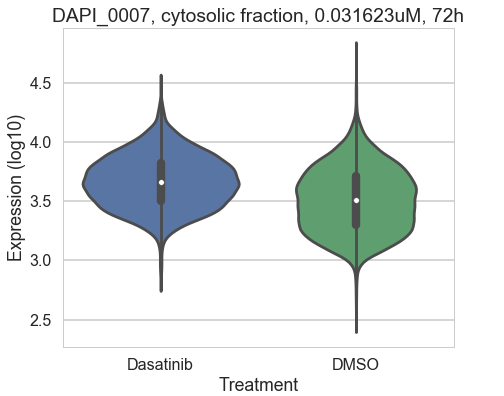 DAPI_0007, cytosolic fraction, 0.031623uM, 72h
4.5
4.0
3.5
3.0
2.5
Expression (log10)
Dasatinib
DMSO
Treatment